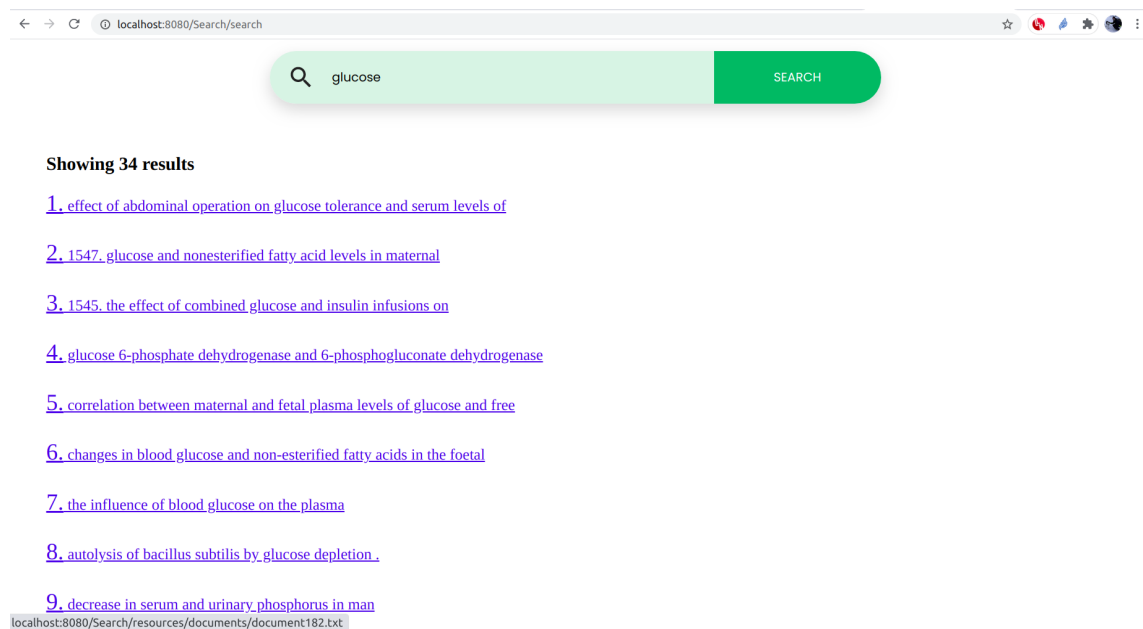 localhost:8080/Search/search
glucose
SEARCH
Showing 34 results
1. effect of abdominal operation on glucose tolerance and serum levels of
2. 1547. glucose and nonesterified fatty acid levels in maternal
3. 1545. the effect of combined glucose and insulin infusions on
4. glucose 6-phosphate dehydrogenase and 6-phosphogluconate dehydrogenase
5. correlation between maternal and fetal plasma levels of glucose and free
6. changes in blood glucose and non-esterified fatty acids in the foetal
7. the influence of blood glucose on the plasma
8. autolysis of bacillus subtilis by glucose depletion .
9. decrease in serum and urinary phosphorus in man
localhost:8080/Search/resources/documents/document182.txt